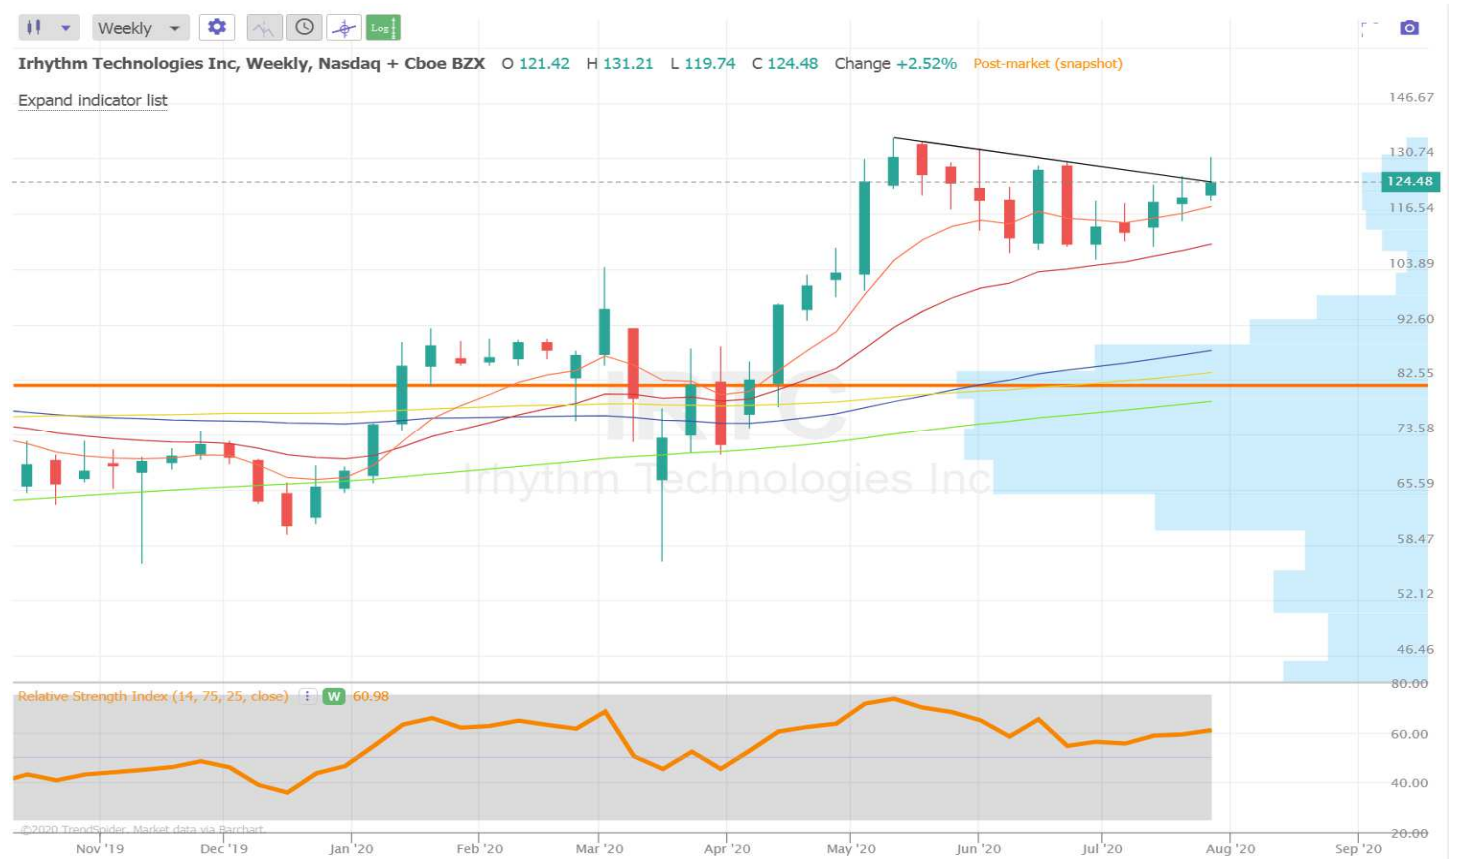 Weekly
Log
Irhythm Technologies Inc, Weekly, Nasdaq + Cboe BZX O 121.42 H 131.21 L 119.74 C 124.48 Change +2.52% Post-market (snapshot)
Expand indicator list
146.67
130.74
124.48
116.54
103.89
92.60
82.55
73.58
65.59
58.47
52.12
46.46
IRTC
Irhythm Technologies Inc
80.00
Relative Strength Index (14, 75, 25, close) W 60.98
60.00
40.00
20.00
©2020 TrendSpider. Market data via Barchart.
Nov '19 Dec '19 Jan '20 Feb '20 Mar '20 Apr '20 May '20 Jun '20 Jul '20 Aug '20 Sep '20